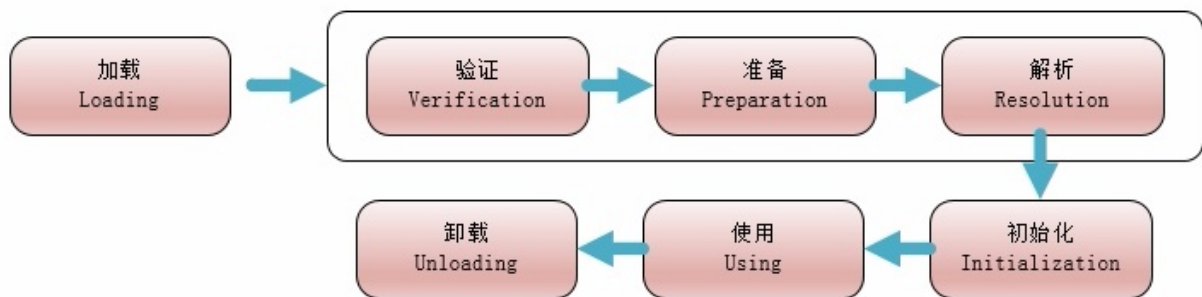 加载
Loading
验证
Verification
准备
Preparation
解析
Resolution
初始化
Initialization
使用
Using
卸载
Unloading